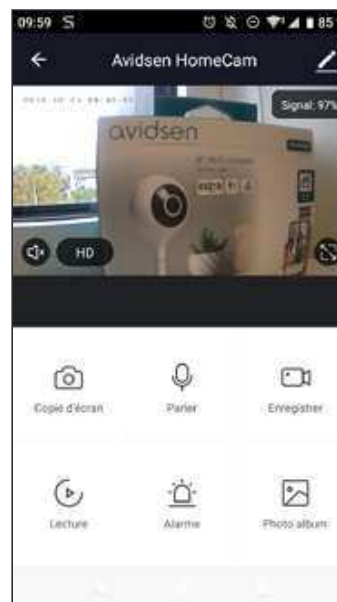 09:59
85
Avidsen HomeCam
Signal: 97%
avidsen
HD
Copie d'écran
Parler
Enregistrer
Lecture
Alarme
Photo album